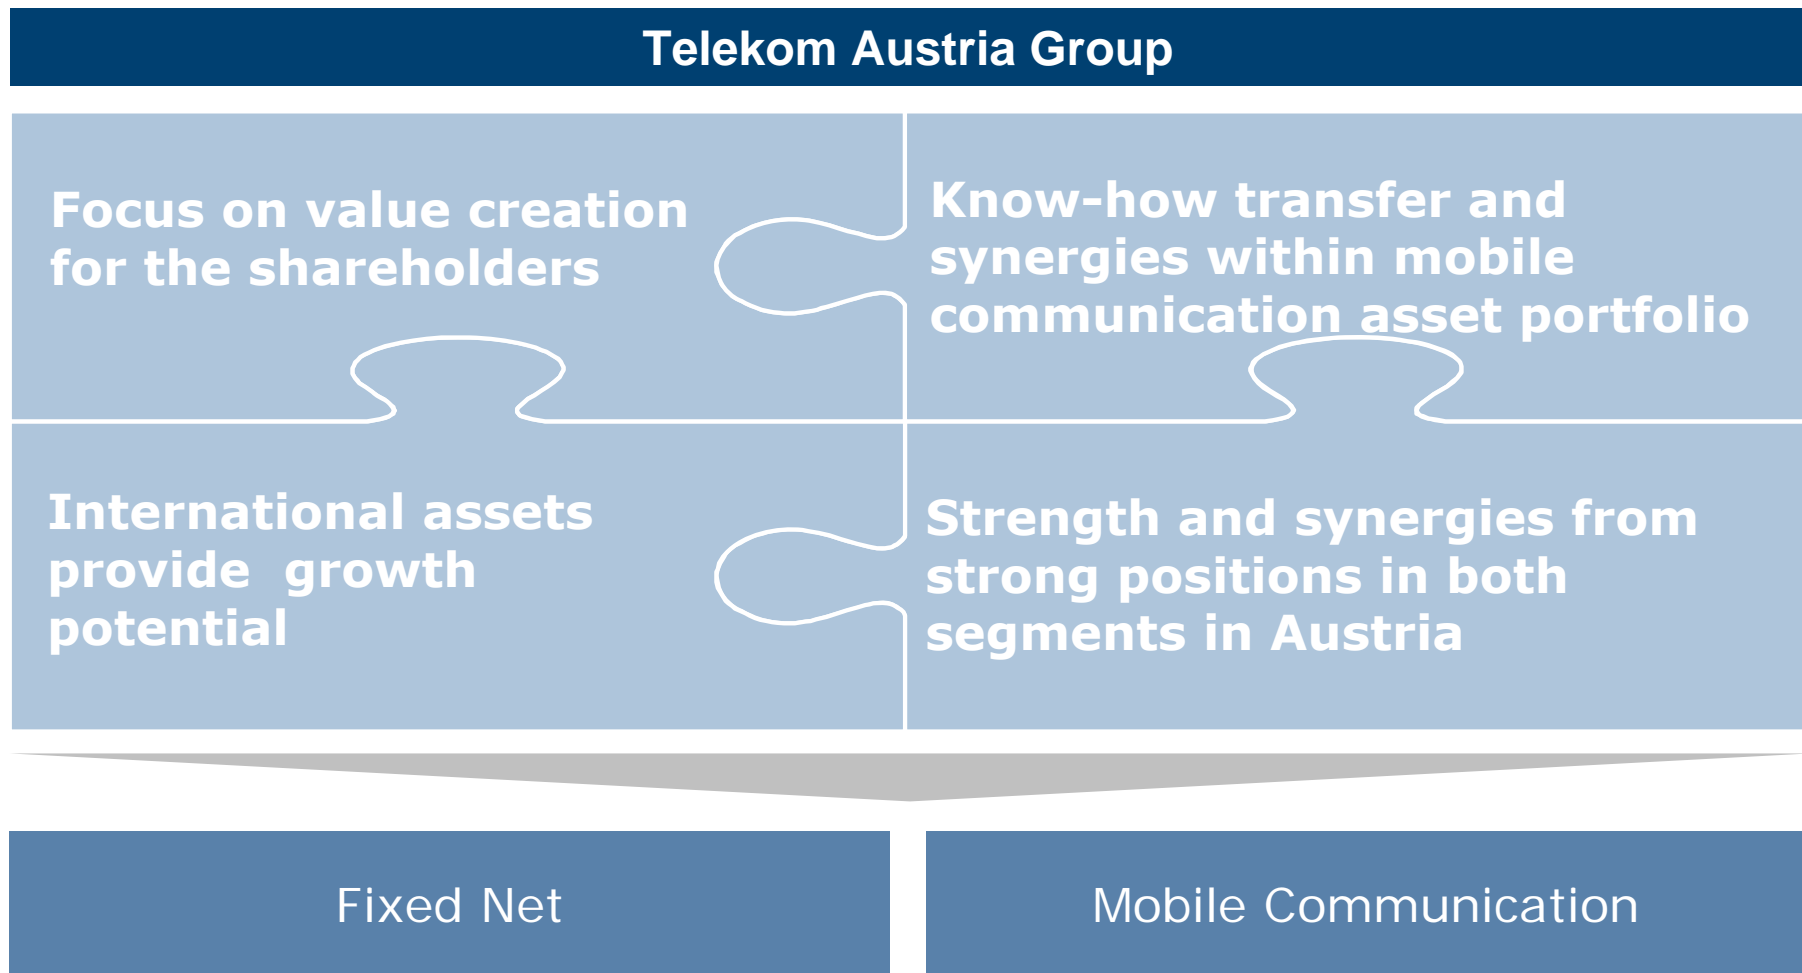 Telekom Austria Group
Focus on value creation
for the shareholders
Know-how transfer and
synergies within mobile
communication asset portfolio
International assets
provide  growth
potential
Strength and synergies from
strong positions in both
segments in Austria
Fixed Net
Mobile Communication